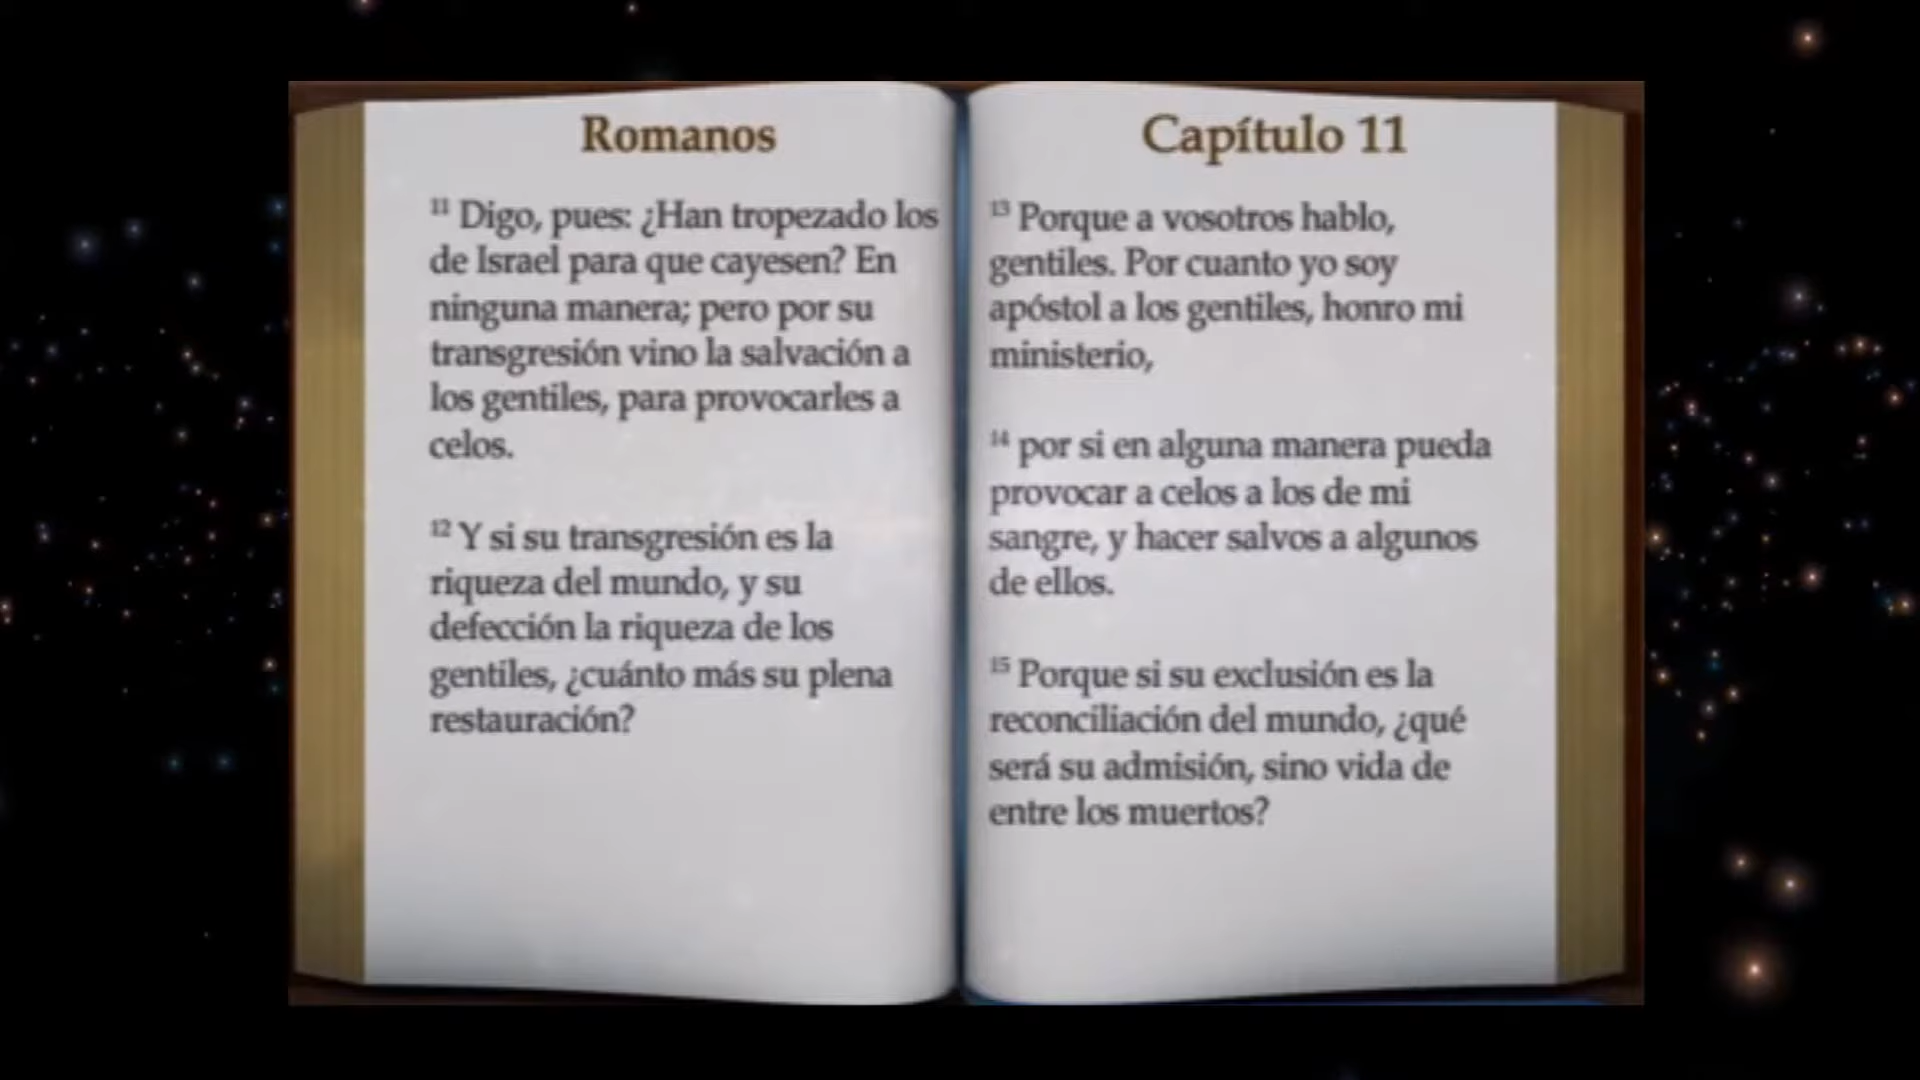 Romanos
11 Digo, pues: ¿Han tropezado los
de Israel para que cayesen? En
ninguna manera; pero por su
transgresión vino la salvación a
los gentiles, para provocarles a
celos.
12 Y si su transgresión es la
riqueza del mundo, y su
defección la riqueza de los
gentiles, ¿cuánto más su plena
restauración?
Capítulo 11
13 Porque a vosotros hablo,
gentiles. Por cuanto yo soy
apóstol a los gentiles, honro mi
ministerio,
14 por si en alguna manera pueda
provocar a celos a los de mi
sangre, y hacer salvos a algunos
de ellos.
15 Porque si su exclusión es la
reconciliación del mundo, ¿qué
será su admisión, sino vida de
entre los muertos?